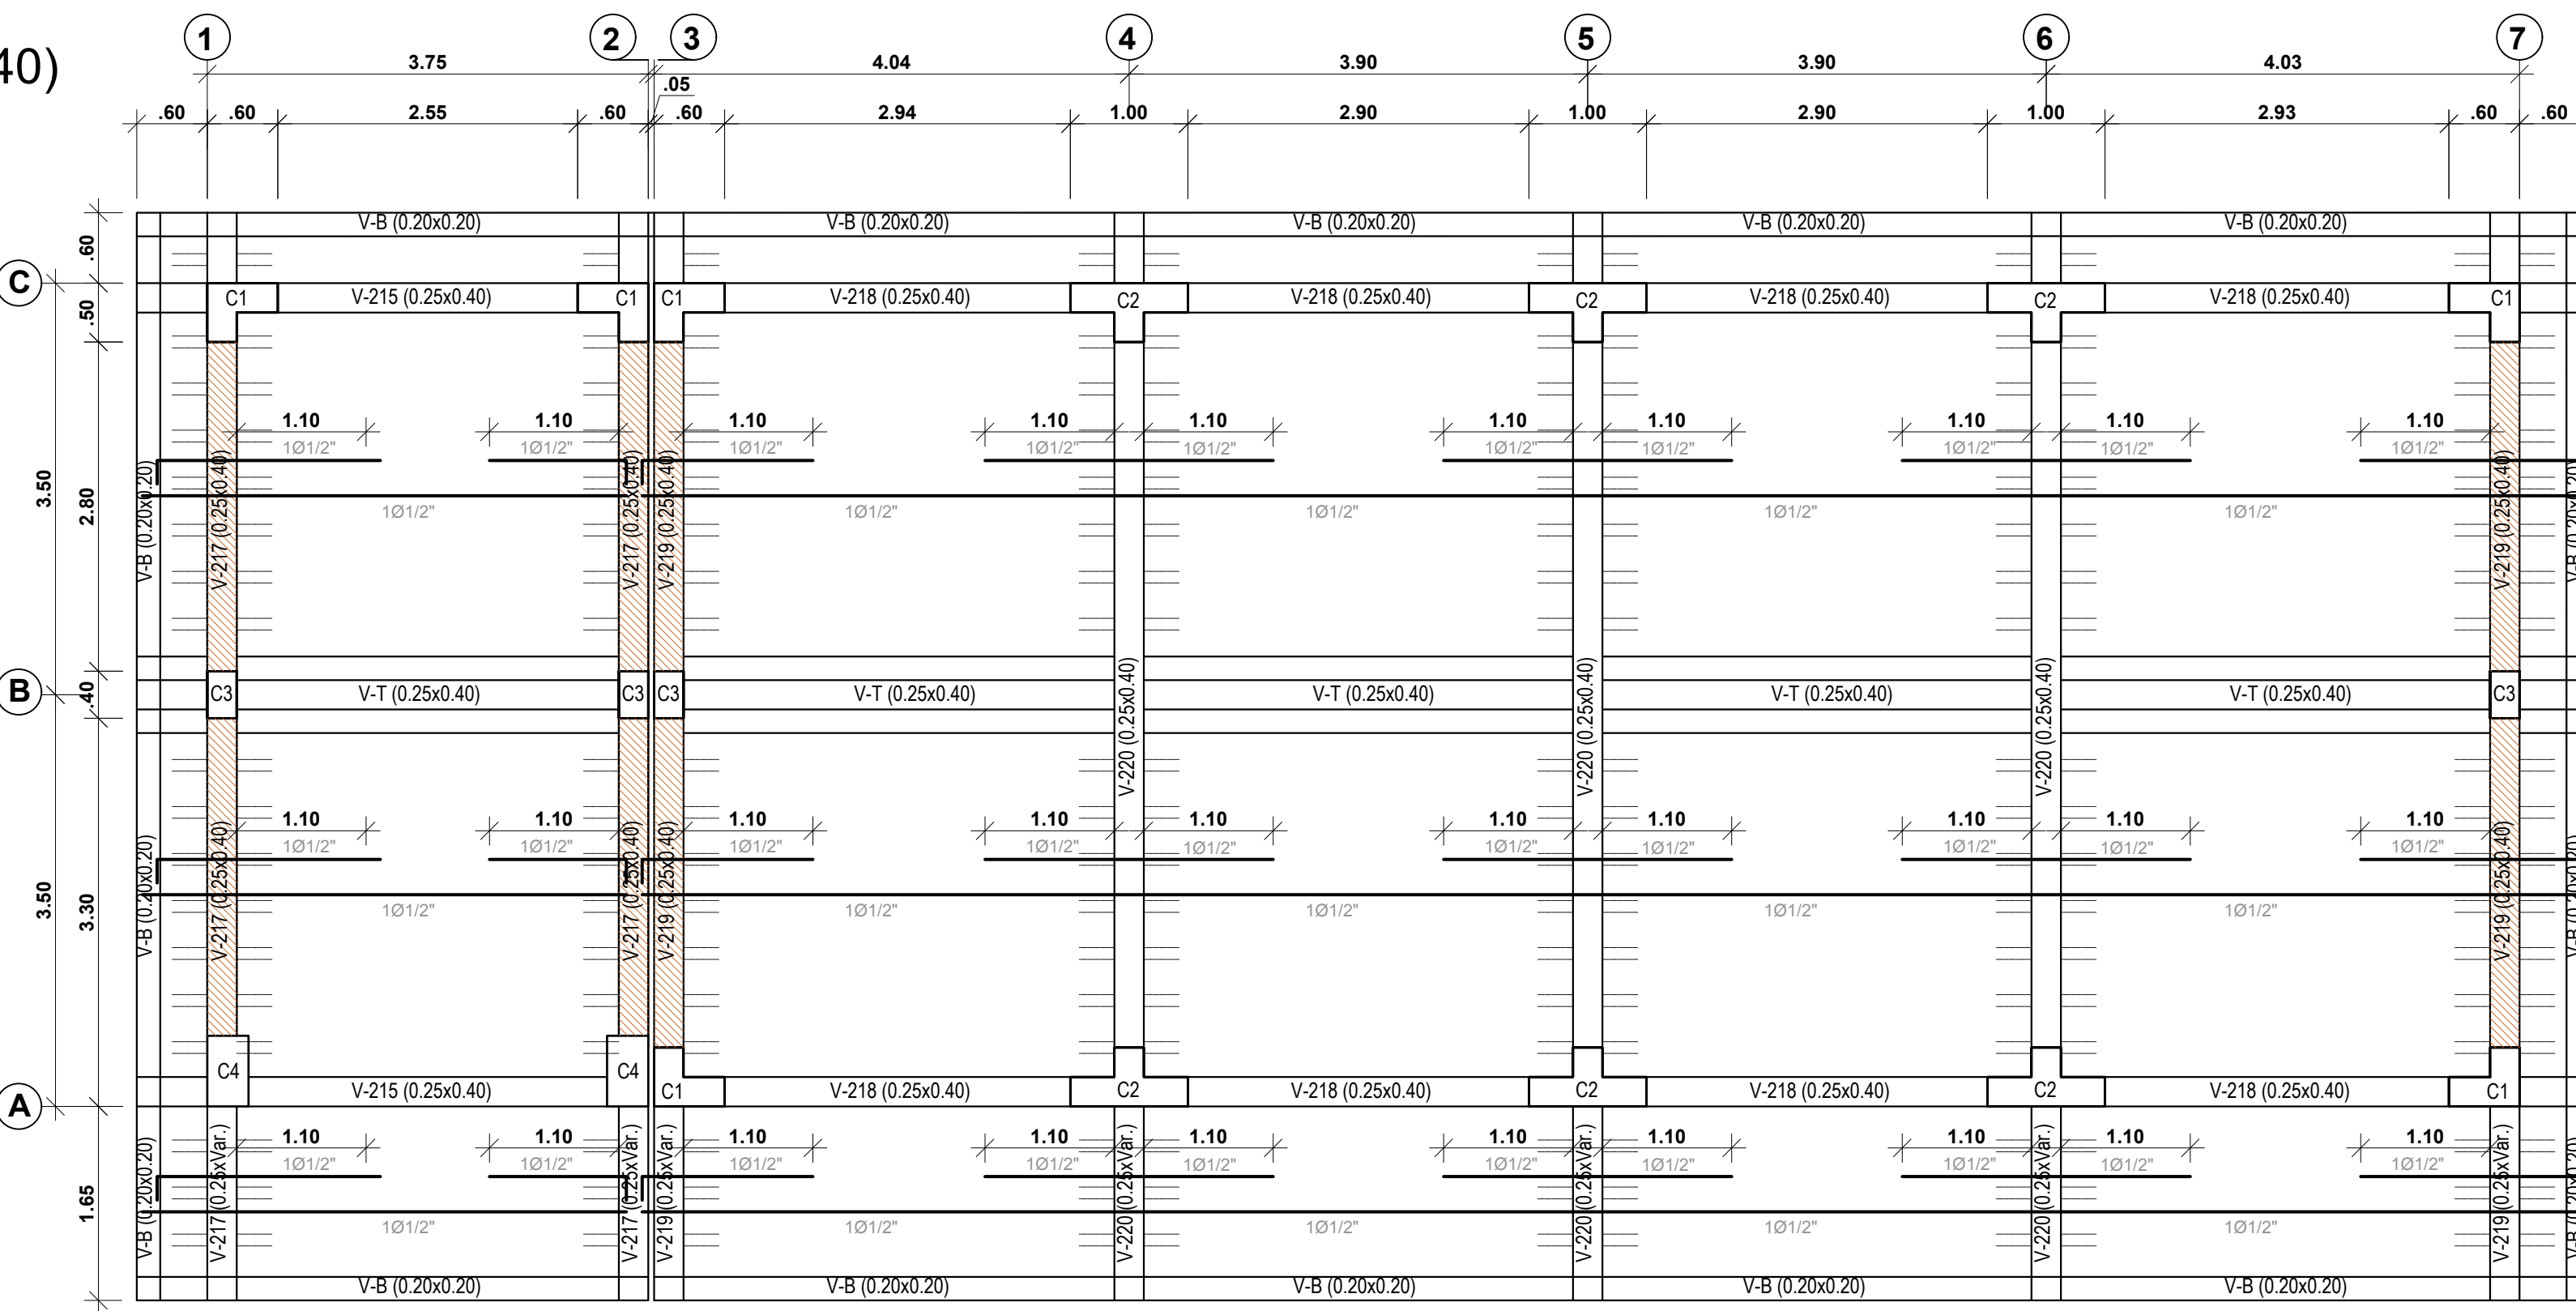 40)
1 2 3 4 5 6 7
3.75 4.04 3.90 3.90 4.03
.05
.60 .60 2.55 .60 .60 2.94 1.00 2.90 1.00 2.90 1.00 2.93 .60 .60
V-B (0.20x0.20) V-B (0.20x0.20) V-B (0.20x0.20) V-B (0.20x0.20) V-B (0.20x0.20)
.60
C
C1 V-215 (0.25x0.40) C1 C1 V-218 (0.25x0.40) C2 V-218 (0.25x0.40) C2 V-218 (0.25x0.40) C2 V-218 (0.25x0.40) C1
.50
1.10 1.10 1.10 1.10 1.10 1.10 1.10 1.10 1.10 1.10
1Ø1/2" 1Ø1/2" 1Ø1/2" 1Ø1/2" 1Ø1/2" 1Ø1/2" 1Ø1/2" 1Ø1/2" 1Ø1/2" 1Ø1/2"
3.50
2.80
V-B (0.20x0.20)
V-217 (0.25x0.40)
V-217 (0.25x0.40)
V-219 (0.25x0.40)
V-219 (0.25x0.40)
V-B (0.20x0.20)
1Ø1/2" 1Ø1/2" 1Ø1/2" 1Ø1/2" 1Ø1/2"
B
.40
C3 V-T (0.25x0.40) C3 C3 V-T (0.25x0.40) V-T (0.25x0.40) V-T (0.25x0.40) V-T (0.25x0.40) C3
V-220 (0.25x0.40)
V-220 (0.25x0.40)
V-220 (0.25x0.40)
1.10 1.10 1.10 1.10 1.10 1.10 1.10 1.10 1.10 1.10
1Ø1/2" 1Ø1/2" 1Ø1/2" 1Ø1/2" 1Ø1/2" 1Ø1/2" 1Ø1/2" 1Ø1/2" 1Ø1/2" 1Ø1/2"
3.50
3.30
V-B (0.20x0.20)
V-217 (0.25x0.40)
V-217 (0.25x0.40)
V-219 (0.25x0.40)
V-219 (0.25x0.40)
V-B (0.20x0.20)
1Ø1/2" 1Ø1/2" 1Ø1/2" 1Ø1/2" 1Ø1/2"
C4 C4
A
V-215 (0.25x0.40) C1 V-218 (0.25x0.40) C2 V-218 (0.25x0.40) C2 V-218 (0.25x0.40) C2 V-218 (0.25x0.40) C1
1.10 1.10 1.10 1.10 1.10 1.10 1.10 1.10 1.10 1.10
1Ø1/2" 1Ø1/2" 1Ø1/2" 1Ø1/2" 1Ø1/2" 1Ø1/2" 1Ø1/2" 1Ø1/2" 1Ø1/2" 1Ø1/2"
1.65
V-B (0.20x0.20)
V-217 (0.25xVar.)
V-217 (0.25xVar.)
V-219 (0.25xVar.)
V-220 (0.25xVar.)
V-220 (0.25xVar.)
V-220 (0.25xVar.)
V-219 (0.25xVar.)
V-B (0.20x0.20)
1Ø1/2" 1Ø1/2" 1Ø1/2" 1Ø1/2" 1Ø1/2"
V-B (0.20x0.20) V-B (0.20x0.20) V-B (0.20x0.20) V-B (0.20x0.20) V-B (0.20x0.20)